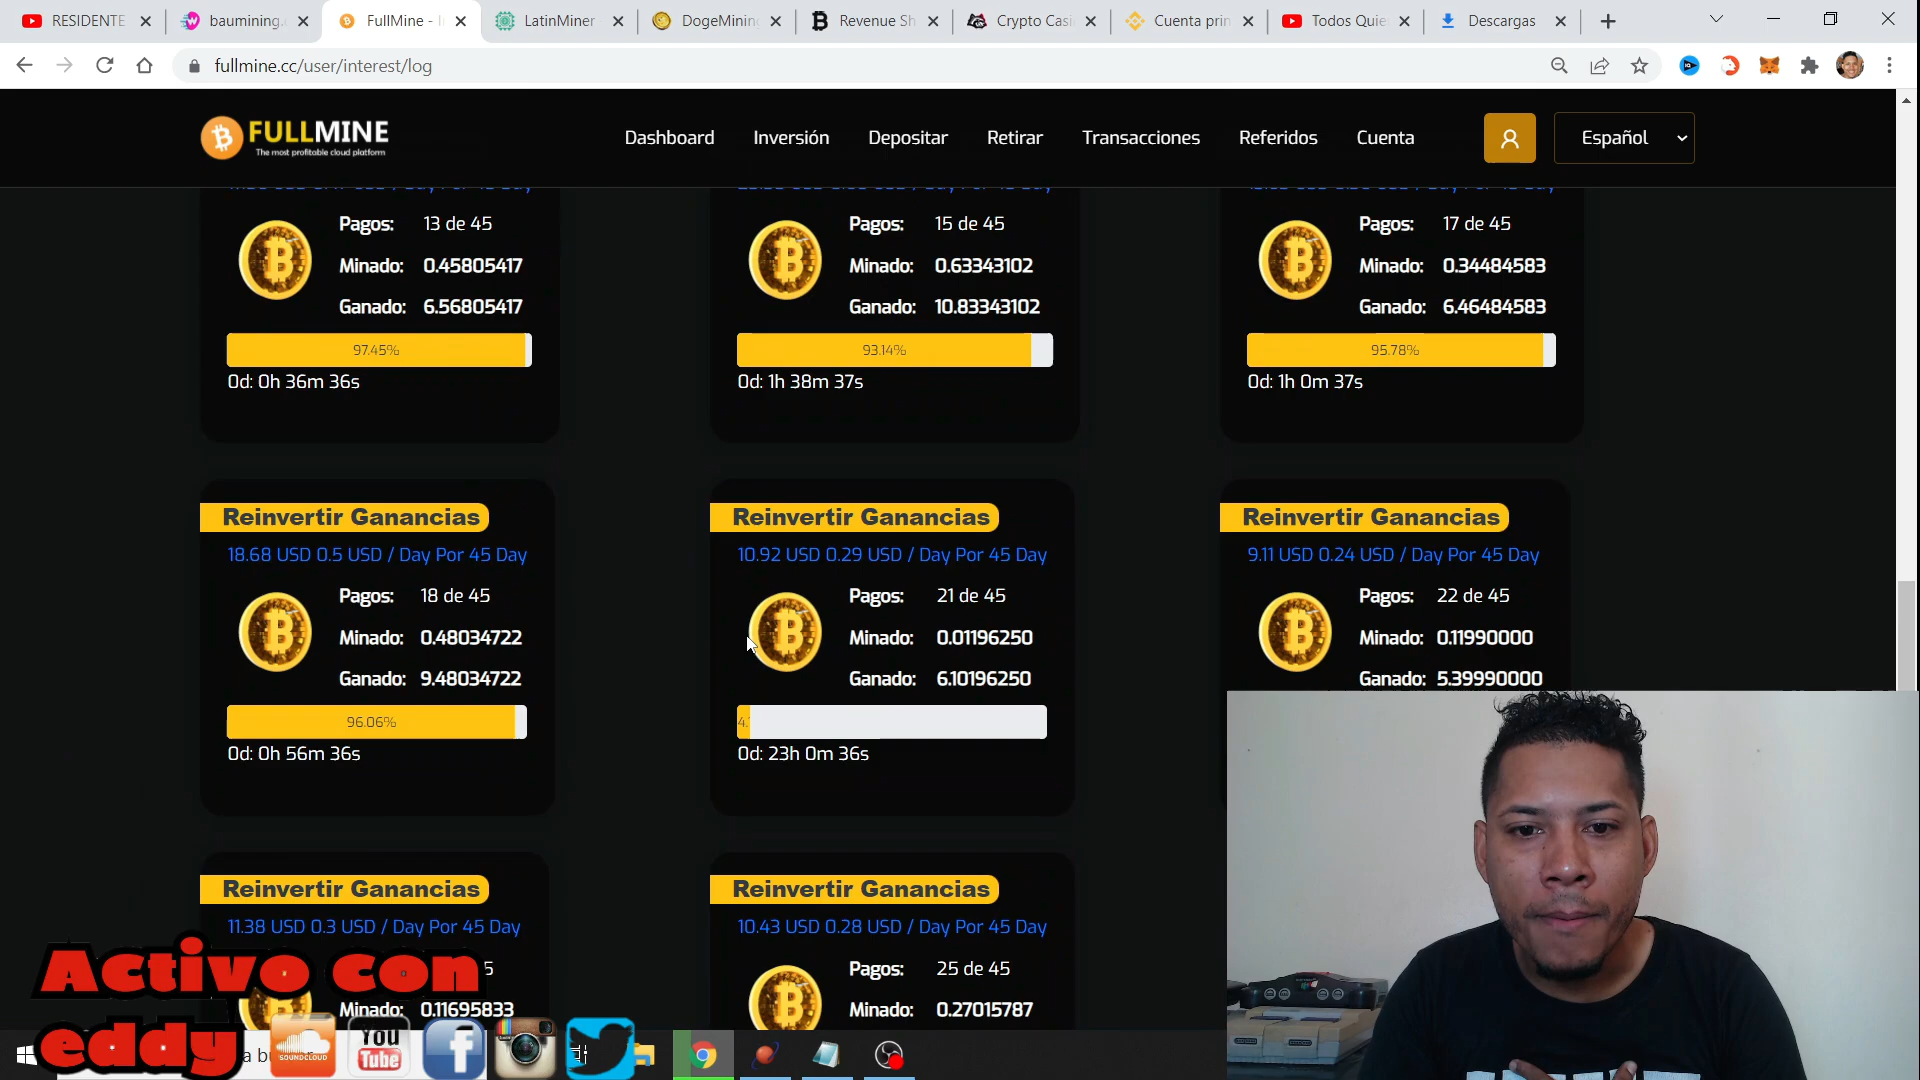 RESIDENTE
baumining.
FullMine - I
LatinMiner
DogeMinin
Revenue Sh
Crypto Casi
Cuenta prin
Todos Quie
Descargas
fullmine.cc/user/interest/log
FULLMINE
The most profitable cloud platform
Dashboard
Inversión
Depositar
Retirar
Transacciones
Referidos
Cuenta
Español
Pagos: 13 de 45
Minado: 0.45805417
Ganado: 6.56805417
97.45%
0d: 0h 36m 36s
Pagos: 15 de 45
Minado: 0.63343102
Ganado: 10.83343102
93.14%
0d: 1h 38m 37s
Pagos: 17 de 45
Minado: 0.34484583
Ganado: 6.46484583
95.78%
0d: 1h 0m 37s
Reinvertir Ganancias
18.68 USD 0.5 USD / Day Por 45 Day
Pagos: 18 de 45
Minado: 0.48034722
Ganado: 9.48034722
96.06%
0d: 0h 56m 36s
Reinvertir Ganancias
10.92 USD 0.29 USD / Day Por 45 Day
Pagos: 21 de 45
Minado: 0.01196250
Ganado: 6.10196250
4.
0d: 23h 0m 36s
Reinvertir Ganancias
9.11 USD 0.24 USD / Day Por 45 Day
Pagos: 22 de 45
Minado: 0.11990000
Ganado: 5.39990000
Reinvertir Ganancias
11.38 USD 0.3 USD / Day Por 45 Day
5
Minado: 0.11695833
Reinvertir Ganancias
10.43 USD 0.28 USD / Day Por 45 Day
Pagos: 25 de 45
Minado: 0.27015787
Activo con
eddy
a bu
SOUNDCLOUD
You
Tube